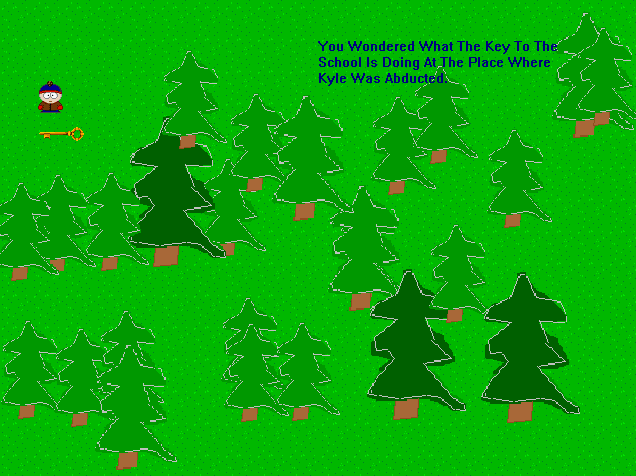 You Wondered What The Key To The
School Is Doing At The Place Where
Kyle Was Abducted.